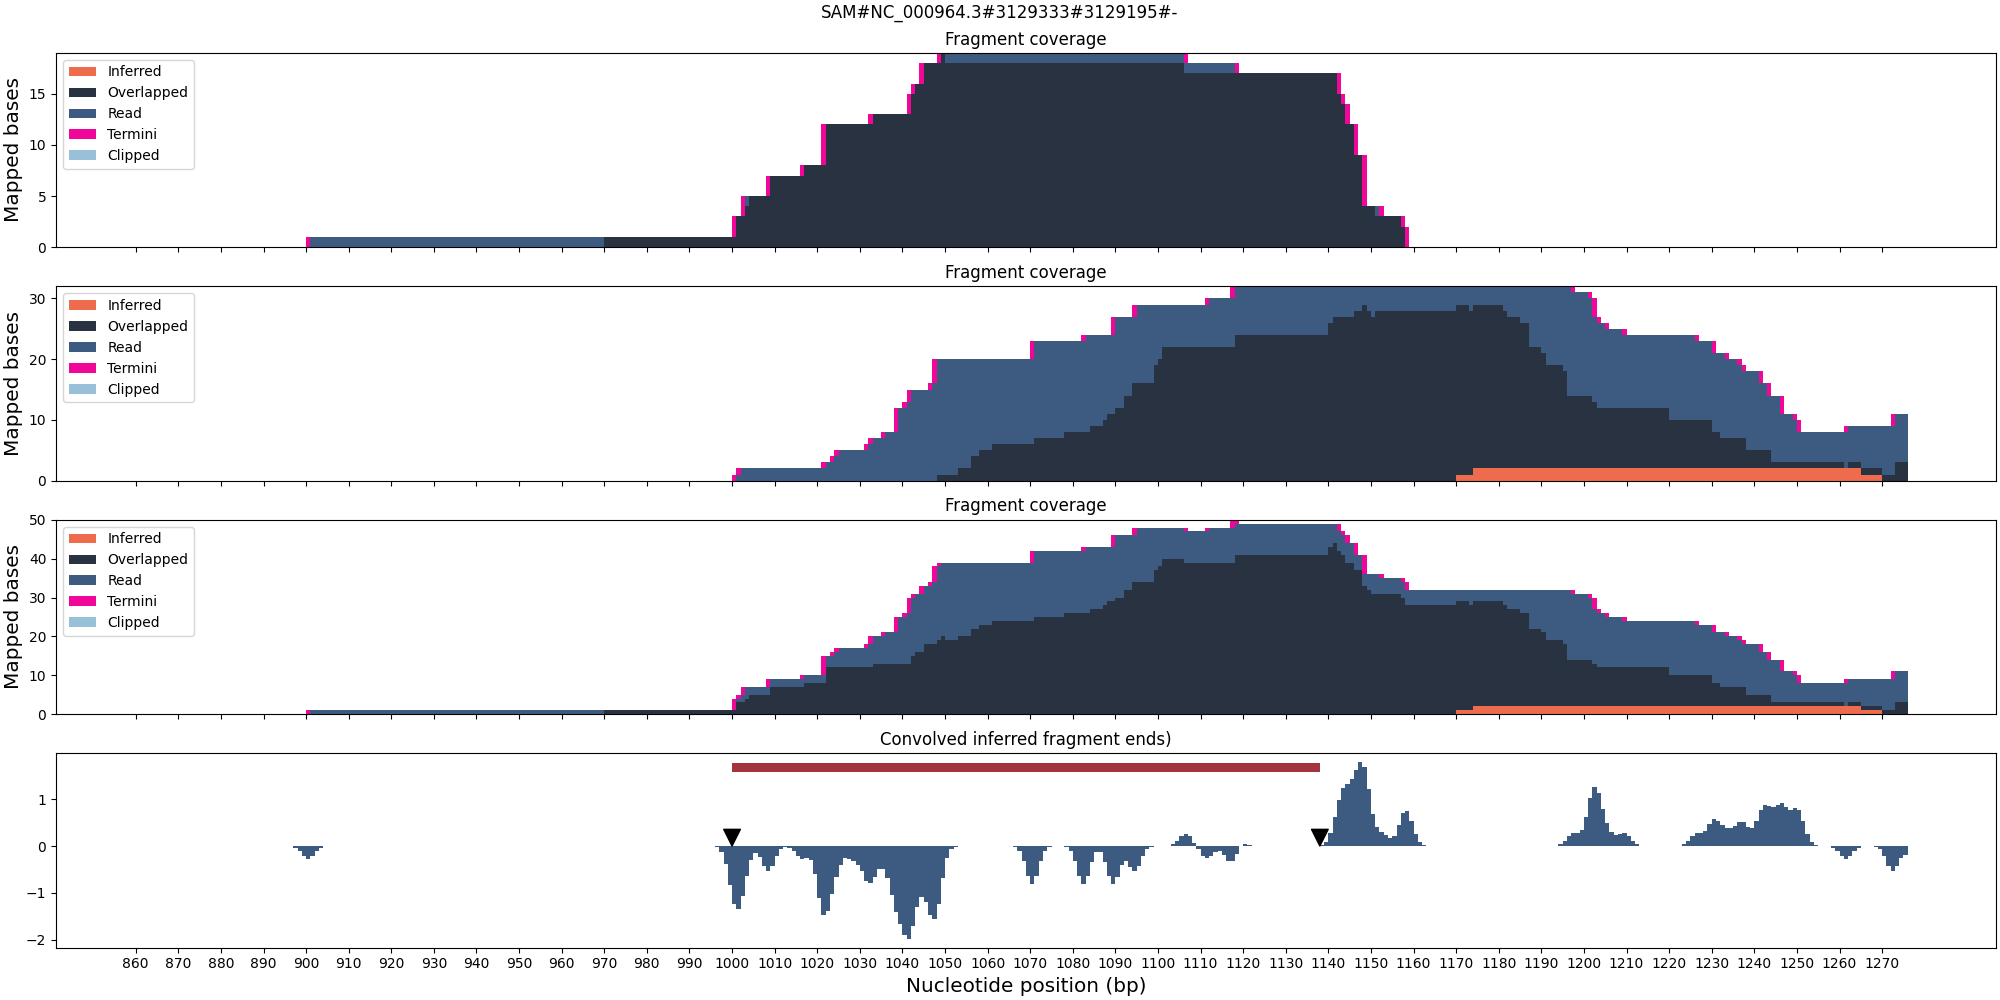 SAM#NC_000964.3#3129333#3129195#-
Fragment coverage
Mapped bases
15
10
5
0
Inferred
Overlapped
Read
Termini
Clipped
Fragment coverage
Mapped bases
30
20
10
0
Inferred
Overlapped
Read
Termini
Clipped
Fragment coverage
Mapped bases
50
40
30
20
10
0
Inferred
Overlapped
Read
Termini
Clipped
Convolved inferred fragment ends)
1
0
−1
−2
860 870 880 890 900 910 920 930 940 950 960 970 980 990 1000 1010 1020 1030 1040 1050 1060 1070 1080 1090 1100 1110 1120 1130 1140 1150 1160 1170 1180 1190 1200 1210 1220 1230 1240 1250 1260 1270
Nucleotide position (bp)